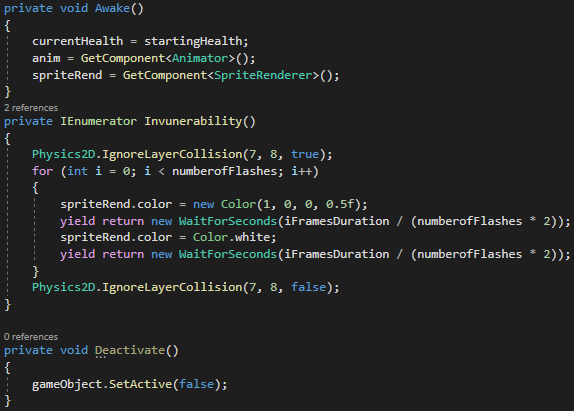 private void Awake()
{
currentHealth = startingHealth;
anim = GetComponent<Animator>();
spriteRend = GetComponent<SpriteRenderer>();
}
2 references
private IEnumerator Invunerability()
{
Physics2D.IgnoreLayerCollision(7, 8, true);
for (int i = 0; i < numberofFlashes; i++)
{
spriteRend.color = new Color(1, 0, 0, 0.5f);
yield return new WaitForSeconds(iFramesDuration / (numberofFlashes * 2));
spriteRend.color = Color.white;
yield return new WaitForSeconds(iFramesDuration / (numberofFlashes * 2));
}
Physics2D.IgnoreLayerCollision(7, 8, false);
}
0 references
private void Deactivate()
{
gameObject.SetActive(false);
}